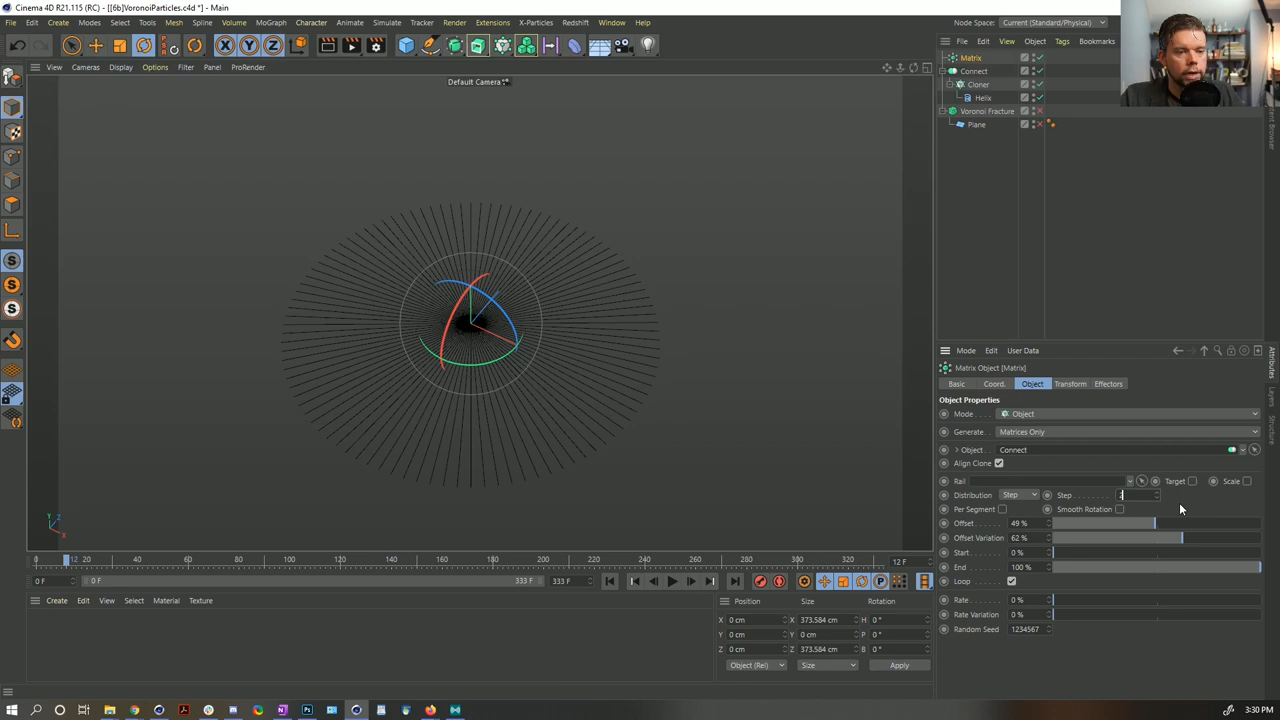 Cinema 4D R21.115 (RC) - [[6b]VoronoiParticles.c4d *] - Main
File Edit Create Modes Select Tools Mesh Spline Volume MoGraph Character Animate Simulate Tracker Render Extensions X-Particles Redshift Window Help Node Space: Current (Standard/Physical)
X Y Z
File Edit View Object Tags Bookmarks
View Cameras Display Options Filter Panel ProRender
Default Camera
Matrix
Connect
Cloner
Helix
Voronoi Fracture
Plane
Content Browser
Mode Edit User Data
Matrix Object [Matrix]
Basic Coord. Object Transform Effectors
Object Properties
Mode Object
Generate Matrices Only
Object Connect
Align Clone
Rail Target Scale
Distribution Step Step 2
Per Segment Smooth Rotation
Offset 49 %
Offset Variation 62 %
Start 0 %
End 100 %
Loop
Rate 0 %
Rate Variation 0 %
Random Seed 1234567
Attributes
Layers
Structure
Y Z X
0 12 20 40 60 80 100 120 140 160 180 200 220 240 260 280 300 320 12 F
0 F 0 F 333 F 333 F
Create Edit View Select Material Texture
Position Size Rotation
X 0 cm X 373.584 cm H 0 °
Y 0 cm Y 0 cm P 0 °
Z 0 cm Z 373.584 cm B 0 °
Object (Rel) Size Apply
3:30 PM